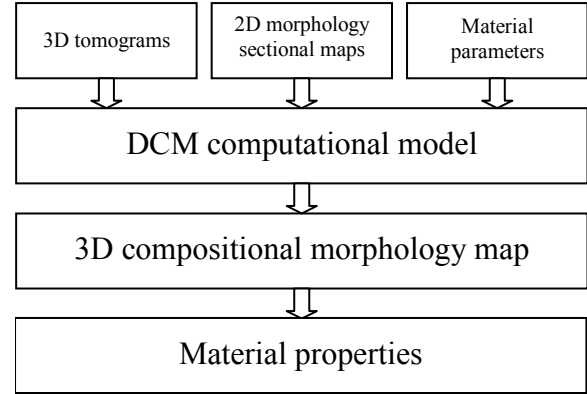 3D tomograms
2D morphology
sectional maps
Material
parameters
DCM computational model
3D compositional morphology map
Material properties